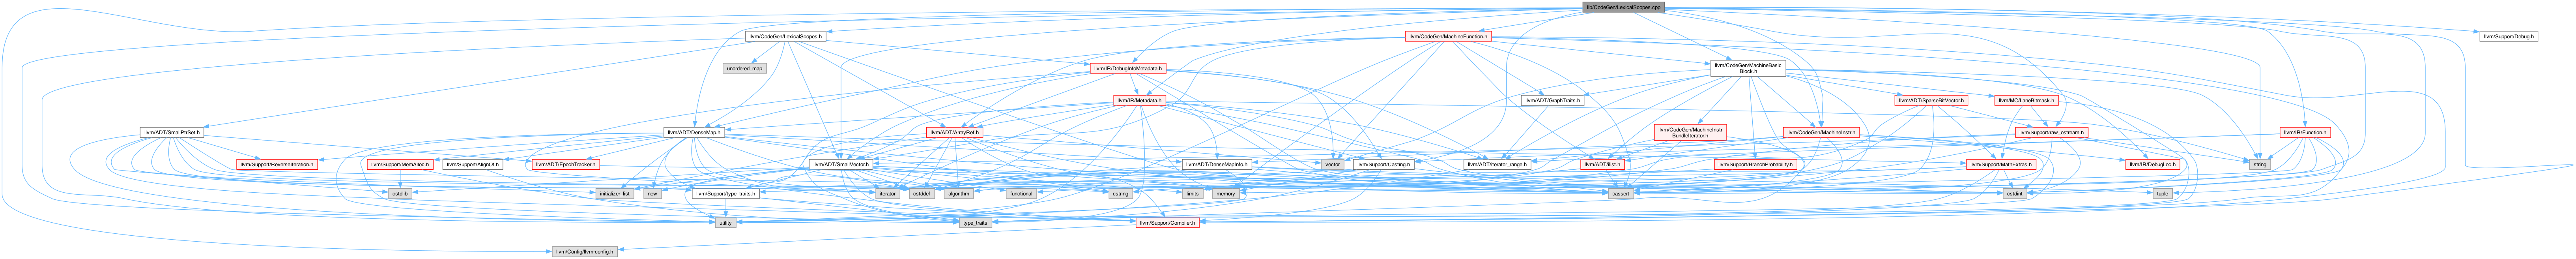 lib/CodeGen/LexicalScopes.cpp
llvm/CodeGen/LexicalScopes.h
llvm/CodeGen/MachineFunction.h
llvm/Support/Debug.h
unordered_map
llvm/IR/DebugInfoMetadata.h
llvm/CodeGen/MachineBasic
Block.h
llvm/IR/Metadata.h
llvm/ADT/GraphTraits.h
llvm/ADT/SparseBitVector.h
llvm/MC/LaneBitmask.h
llvm/ADT/SmallPtrSet.h
llvm/ADT/DenseMap.h
llvm/ADT/ArrayRef.h
llvm/CodeGen/MachineInstr
BundleIterator.h
llvm/CodeGen/MachineInstr.h
llvm/Support/raw_ostream.h
llvm/IR/Function.h
llvm/Support/ReverseIteration.h
llvm/Support/MemAlloc.h
llvm/Support/AlignOf.h
llvm/ADT/EpochTracker.h
llvm/ADT/SmallVector.h
llvm/ADT/DenseMapInfo.h
vector
llvm/Support/Casting.h
llvm/ADT/iterator_range.h
llvm/ADT/ilist.h
llvm/Support/BranchProbability.h
llvm/Support/MathExtras.h
llvm/IR/DebugLoc.h
string
cstdlib
initializer_list
new
llvm/Support/type_traits.h
iterator
cstddef
algorithm
functional
cstring
limits
memory
cassert
cstdint
tuple
utility
type_traits
llvm/Support/Compiler.h
llvm/Config/llvm-config.h